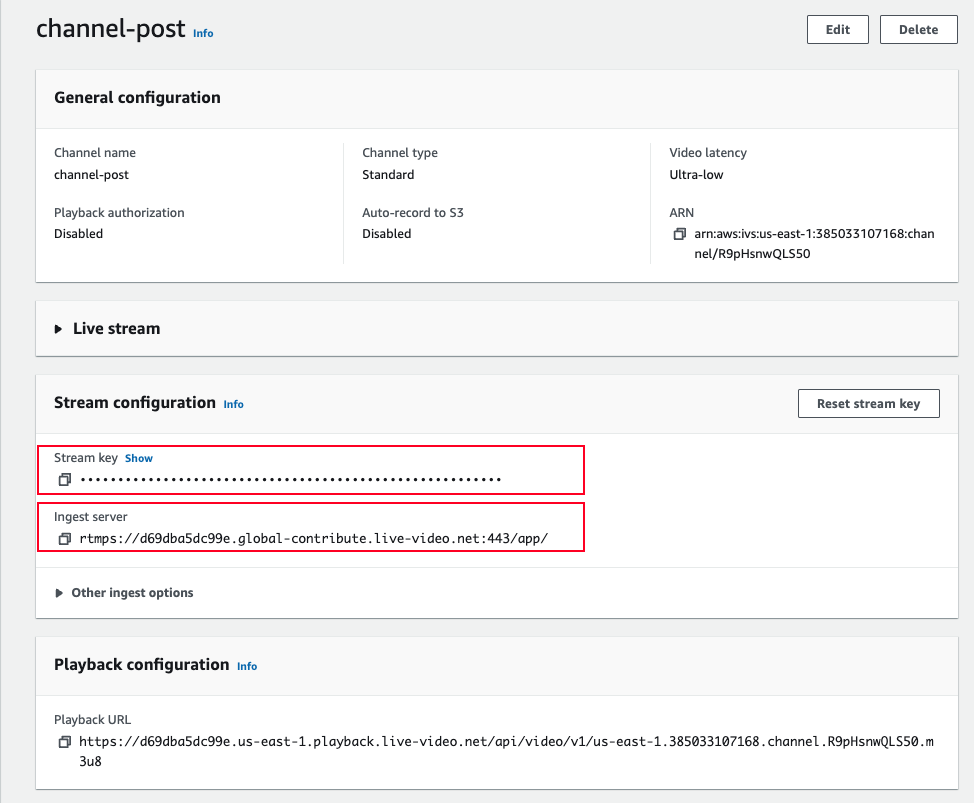 channel-post Info
Edit Delete
General configuration
Channel name Channel type Video latency
channel-post Standard Ultra-low
Playback authorization Auto-record to S3 ARN
Disabled Disabled arn:aws:ivs:us-east-1:385033107168:chan
nel/R9pHsnwQLS50
Live stream
Stream configuration Info Reset stream key
Stream key Show
••••••••••••••••••••••••••••••••••••••••••••••••••••••••
Ingest server
rtmps://d69dba5dc99e.global-contribute.live-video.net:443/app/
Other ingest options
Playback configuration Info
Playback URL
https://d69dba5dc99e.us-east-1.playback.live-video.net/api/video/v1/us-east-1.385033107168.channel.R9pHsnwQLS50.m
3u8